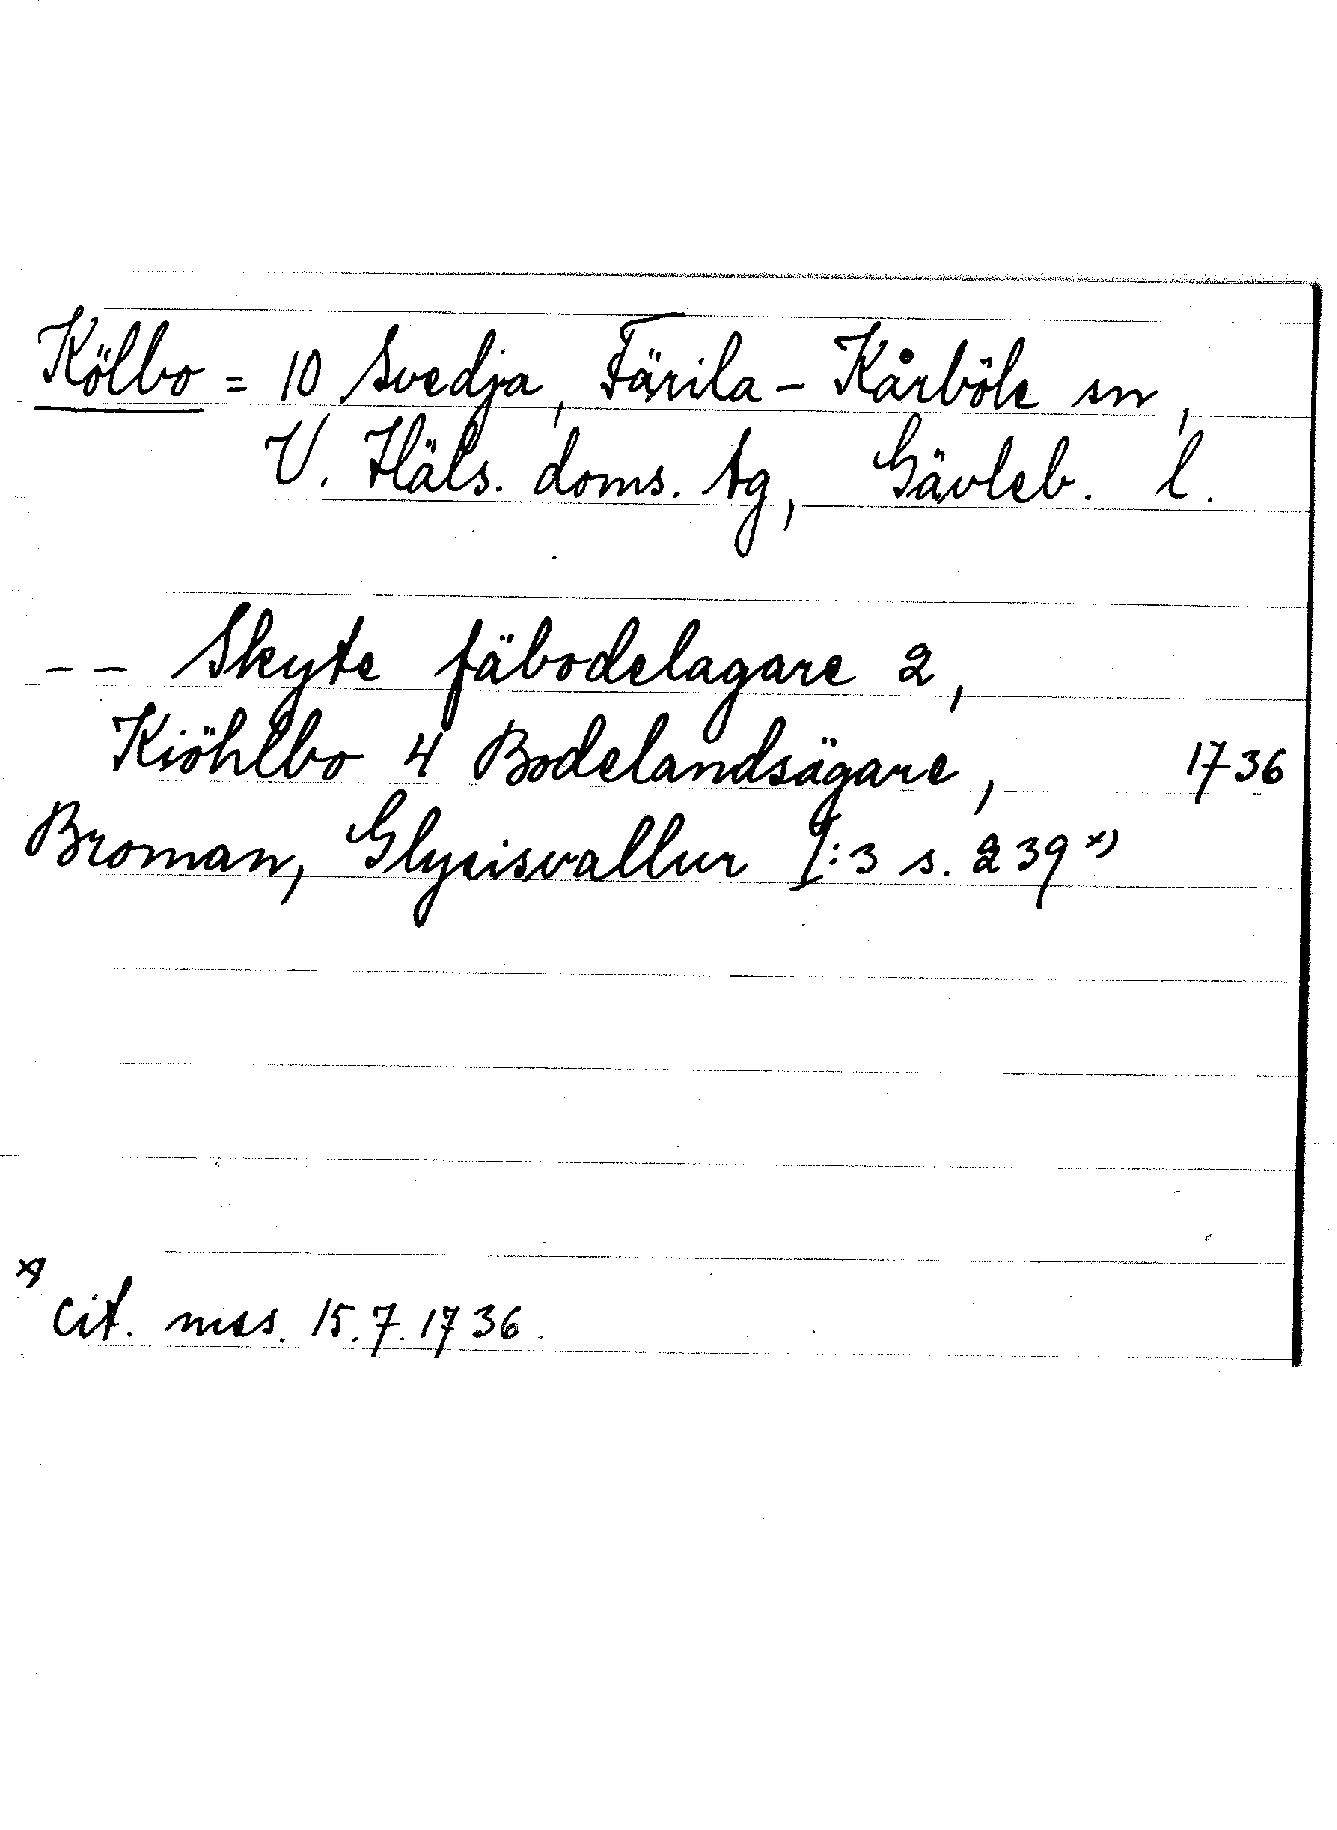 Kölbo = 10 Svedja, Färila-Kårböle sn,
V. Häls. doms. tg, Gävleb. l.
-- Skyte fäbodelagare 2,
Kiöhlbo 4 Bodelandsägare, 1736
Broman, Glysisvallur I:3 s. 239 x)
x)
cit. mss. 15.7.1736.